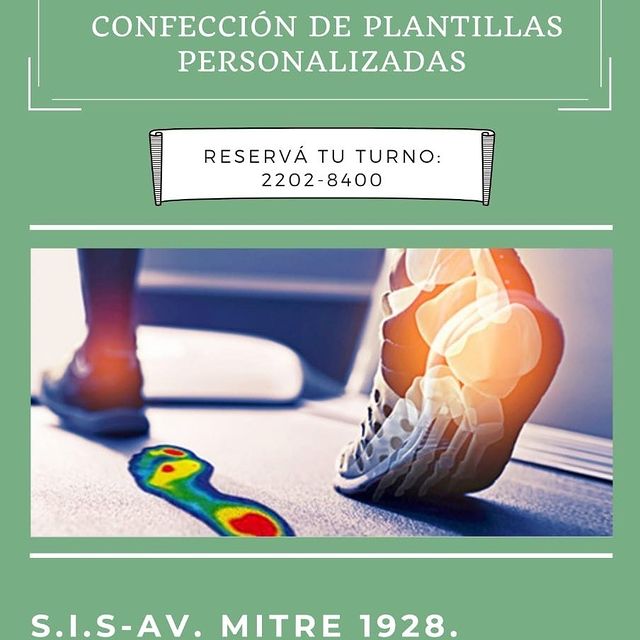 CONFECCIÓN DE PLANTILLAS
PERSONALIZADAS
RESERVÁ TU TURNO:
2202-8400
S.I.S-AV. MITRE 1928.